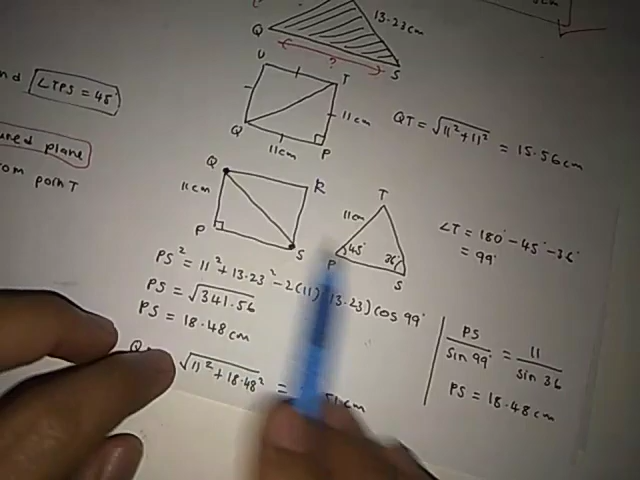 13.23cm
Q
?
S
nd ∠TPS = 45°
U
T
Q
P
11cm
11cm
QT = √11² + 11² = 15.56cm
ned plane
om point T
Q
R
11cm
P
S
T
11cm
45°
36°
P
S
∠T = 180° - 45° - 36°
= 99°
PS² = 11² + 13.23² - 2(11)(13.23) cos 99°
PS = √341.56
PS = 18.48cm
PS / sin 99° = 11 / sin 36
PS = 18.48cm
Q
√11² + 18.48² =
cm